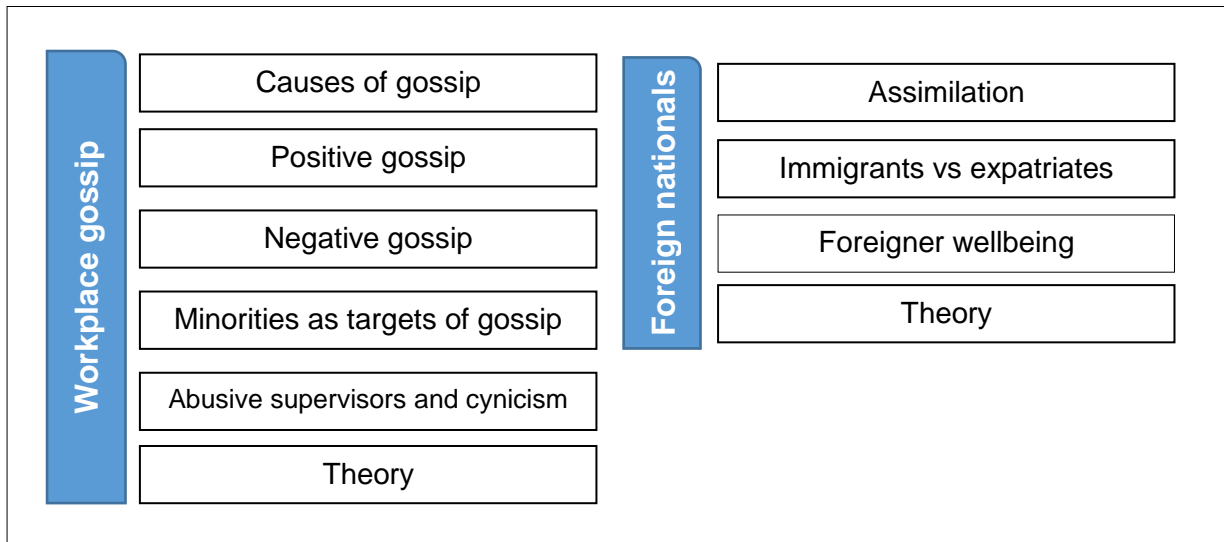 Workplace gossip
Causes of gossip
Positive gossip
Negative gossip
Minorities as targets of gossip
Abusive supervisors and cynicism
Theory
Foreign nationals
Assimilation
Immigrants vs expatriates
Foreigner wellbeing
Theory